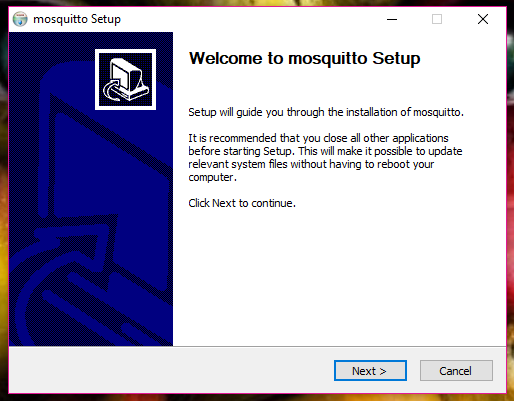 mosquitto Setup
Welcome to mosquitto Setup
Setup will guide you through the installation of mosquitto.
It is recommended that you close all other applications
before starting Setup. This will make it possible to update
relevant system files without having to reboot your
computer.
Click Next to continue.
Next >
Cancel